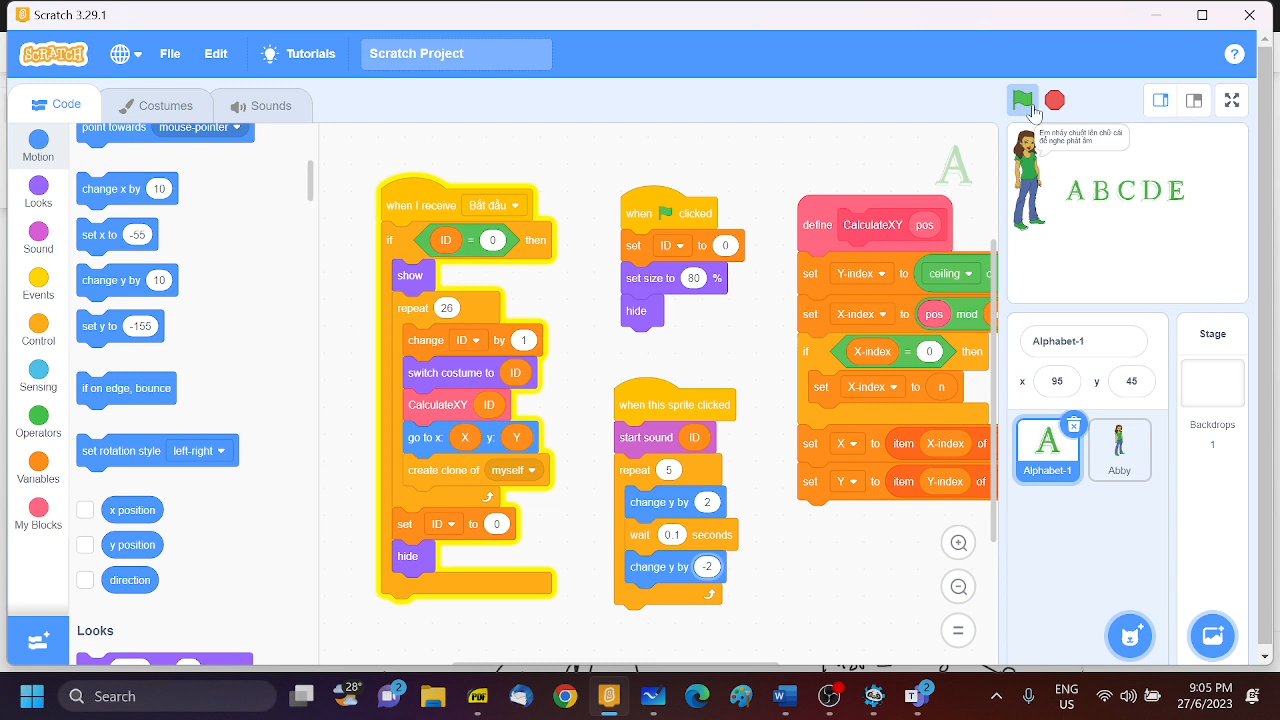 Scratch 3.29.1
SCRATCH File Edit Tutorials Scratch Project ?
Code Costumes Sounds
Motion
Looks
Sound
Events
Control
Sensing
Operators
Variables
My Blocks
point towards mouse-pointer
change x by 10
set x to -55
change y by 10
set y to -155
if on edge, bounce
set rotation style left-right
x position
y position
direction
Looks
when I receive Bắt đầu
if ID = 0 then
show
repeat 26
change ID by 1
switch costume to ID
CalculateXY ID
go to x: X y: Y
create clone of myself
set ID to 0
hide
when clicked
set ID to 0
set size to 80 %
hide
when this sprite clicked
start sound ID
repeat 5
change y by 2
wait 0.1 seconds
change y by -2
A
define CalculateXY pos
set Y-index to ceiling
set X-index to pos mod
if X-index = 0 then
set X-index to n
set X to item X-index of
set Y to item Y-index of
Em nháy chuột lên chữ cái
để nghe phát âm
A B C D E
Alphabet-1
x 95 y 45
A
Alphabet-1
Abby
Stage
Backdrops
1
Search
28°
2
PDF
W
2
ENG
US
9:05 PM
27/6/2023